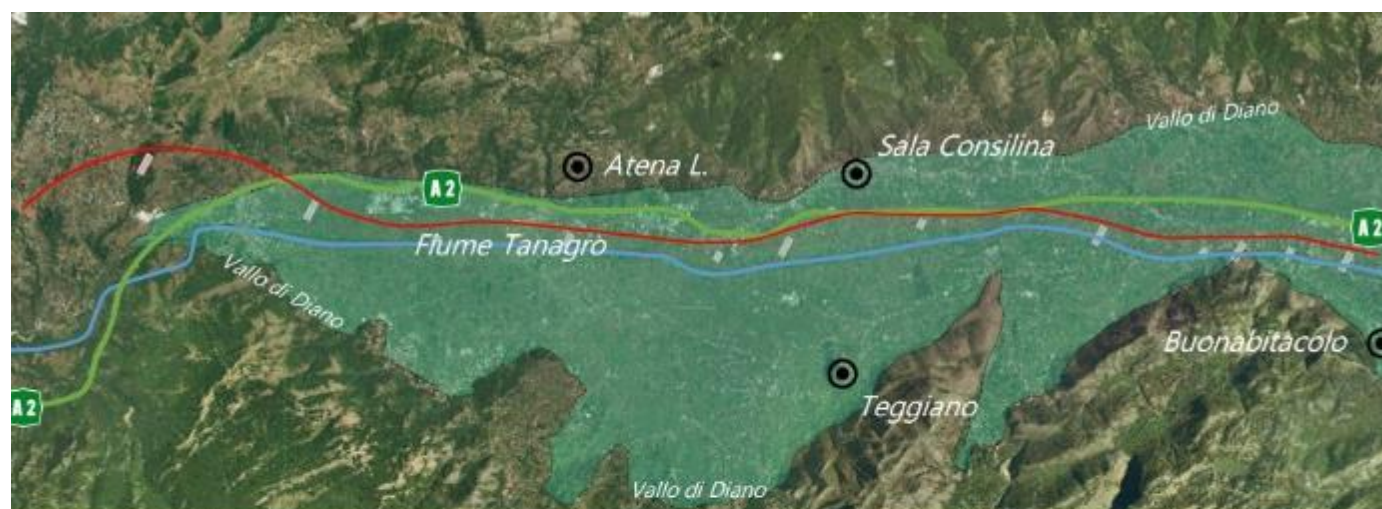 Vallo di Diano
Sala Consilina
Atena L.
A2
A2
Fiume Tanagro
Vallo di Diano
Buonabitacolo
A2
Teggiano
Vallo di Diano